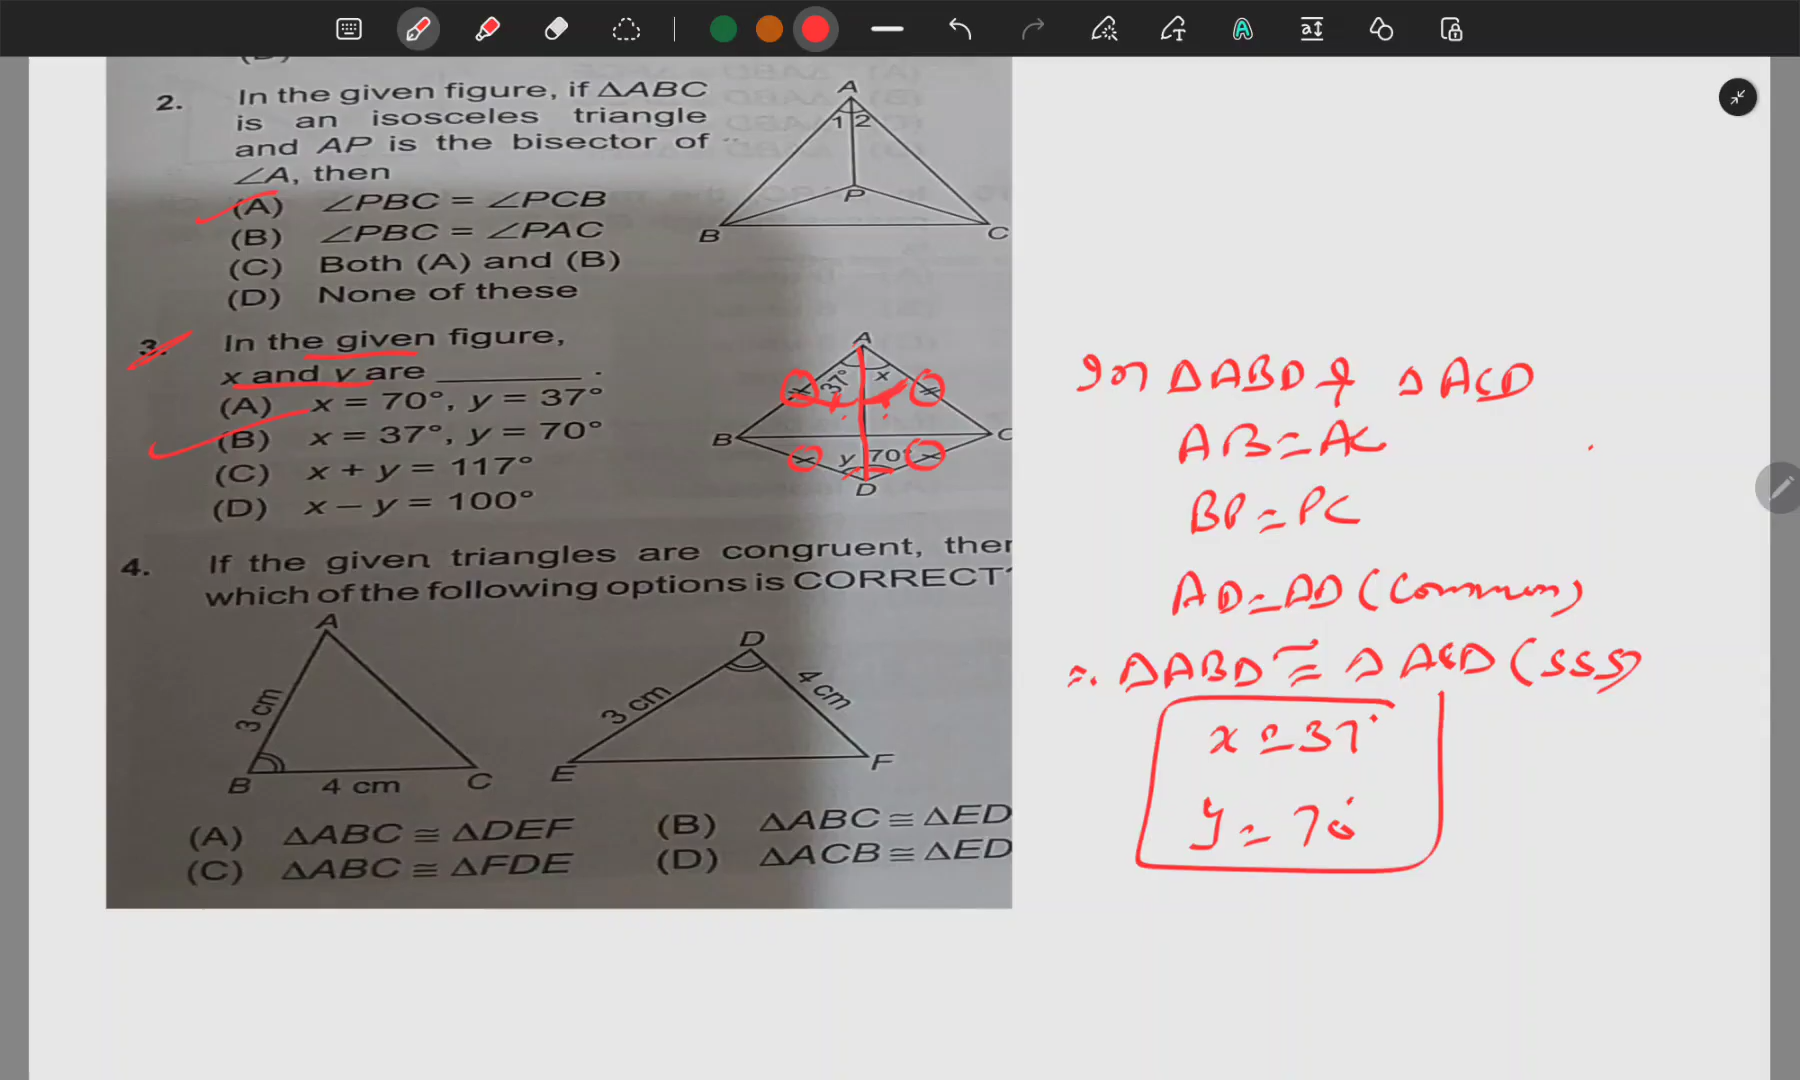 2.
In the given figure, if ΔABC
is an isosceles triangle
and AP is the bisector of
∠A, then
(A) ∠PBC = ∠PCB
(B) ∠PBC = ∠PAC
(C) Both (A) and (B)
(D) None of these
A
1 2
P
B
C
3.
In the given figure,
x and y are ________ .
(A) x = 70°, y = 37°
(B) x = 37°, y = 70°
(C) x + y = 117°
(D) x – y = 100°
A
37° x
B
C
y 70°
D
4.
If the given triangles are congruent, then
which of the following options is CORRECT?
A
3 cm
B
4 cm
C
D
3 cm
4 cm
E
F
(A) ΔABC ≅ ΔDEF (B) ΔABC ≅ ΔED
(C) ΔABC ≅ ΔFDE (D) ΔACB ≅ ΔED
In ΔABD & ΔACD
AB = AC
BP = PC
AD = AD (Common)
∴ ΔABD ≅ ΔACD (SSS)
x = 37°
y = 70°